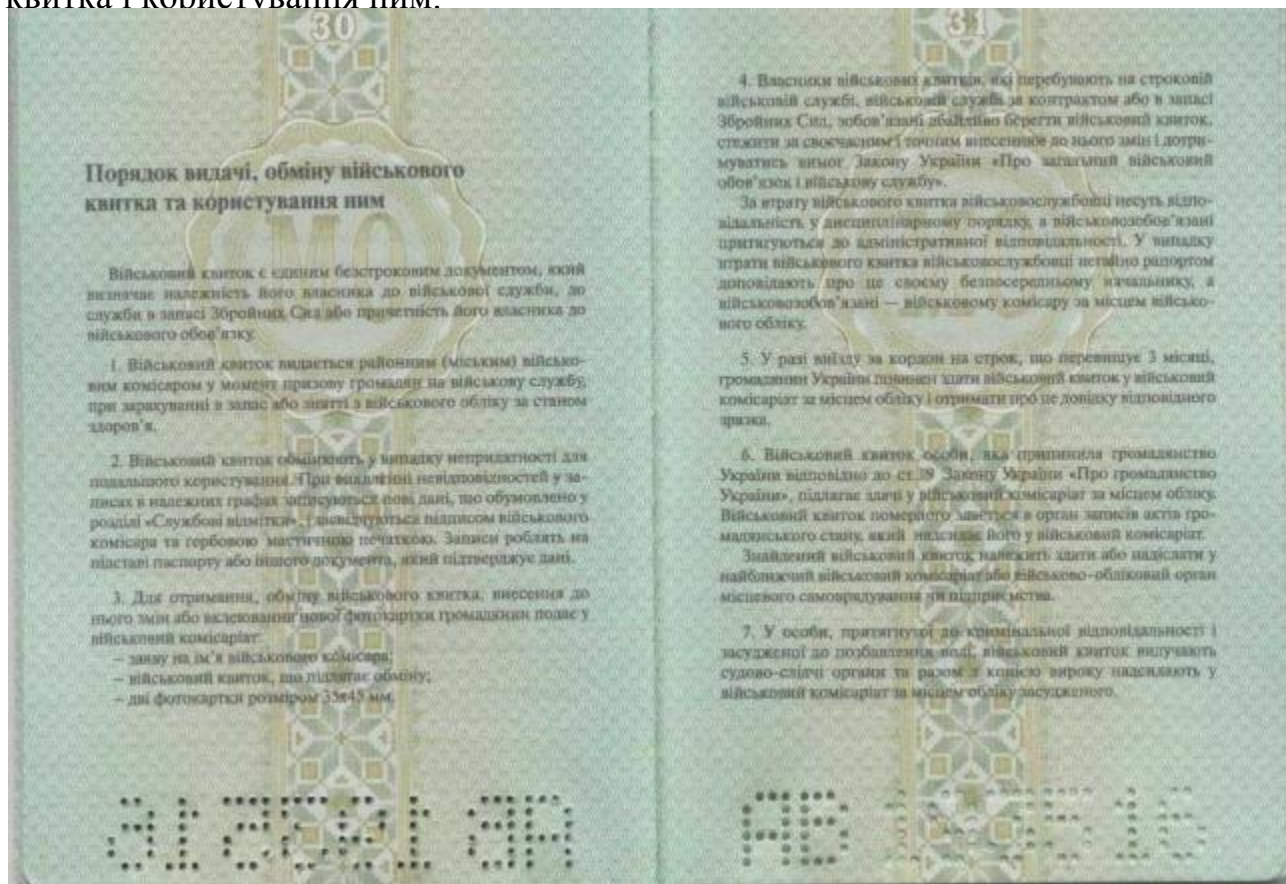 квитка і користування ним.
30
Порядок видачі, обміну військового
квитка та користування ним
Військовий квиток є єдиним безстроковим документом, який
визначає належність його власника до військової служби, до
служби в запасі Збройних Сил або причетність його власника до
військового обов'язку.
1. Військовий квиток видається районним (міським) військо-
вим комісаром у момент призову громадян на військову службу,
при зарахуванні в запас або знятті з військового обліку за станом
здоров'я.
2. Військовий квиток обмінюють у випадку непридатності для
подальшого користування. При виявленні невідповідностей у за-
писах в належних графах записуються нові дані, що обумовлено у
розділі «Службові відмітки», і засвідчуються підписом військового
комісара та гербовою мастичною печаткою. Записи роблять на
підставі паспорту або іншого документа, який підтверджує дані.
3. Для отримання, обміну військового квитка, внесення до
нього змін або вклеювання нової фотокартки громадянин подає у
військовий комісаріат:
– заяву на ім'я військового комісара;
– військовий квиток, що підлягає обміну;
– дві фотокартки розміром 35х45 мм.
31
4. Власники військових квитків, які перебувають на строковій
військовій службі, військовій службі за контрактом або в запасі
Збройних Сил, зобов'язані дбайливо берегти військовий квиток,
стежити за своєчасним і точним внесенням до нього змін і дотри-
муватись вимог Закону України «Про загальний військовий
обов'язок і військову службу».
За втрату військового квитка військовослужбовці несуть відпо-
відальність у дисциплінарному порядку, а військовозобов'язані
притягуються до адміністративної відповідальності. У випадку
втрати військового квитка військовослужбовці негайно рапортом
доповідають про це своєму безпосередньому начальнику, а
військовозобов'язані — військовому комісару за місцем військо-
вого обліку.
5. У разі виїзду за кордон на строк, що перевищує 3 місяці,
громадянин України повинен здати військовий квиток у військовий
комісаріат за місцем обліку і отримати про це довідку відповідного
зразка.
6. Військовий квиток особи, яка припинила громадянство
України відповідно до ст.19 Закону України «Про громадянство
України», підлягає здачі у військовий комісаріат за місцем обліку.
Військовий квиток померлого здається в орган записів актів гро-
мадянського стану, який надсилає його у військовий комісаріат.
Знайдений військовий квиток належить здати або надіслати у
найближчий військовий комісаріат або військово–обліковий орган
місцевого самоврядування чи підприємства.
7. У особи, притягнутої до кримінальної відповідальності і
засудженої до позбавлення волі, військовий квиток вилучають
судово–слідчі органи та разом з копією вироку надсилають у
військовий комісаріат за місцем обліку засудженого.
АВ